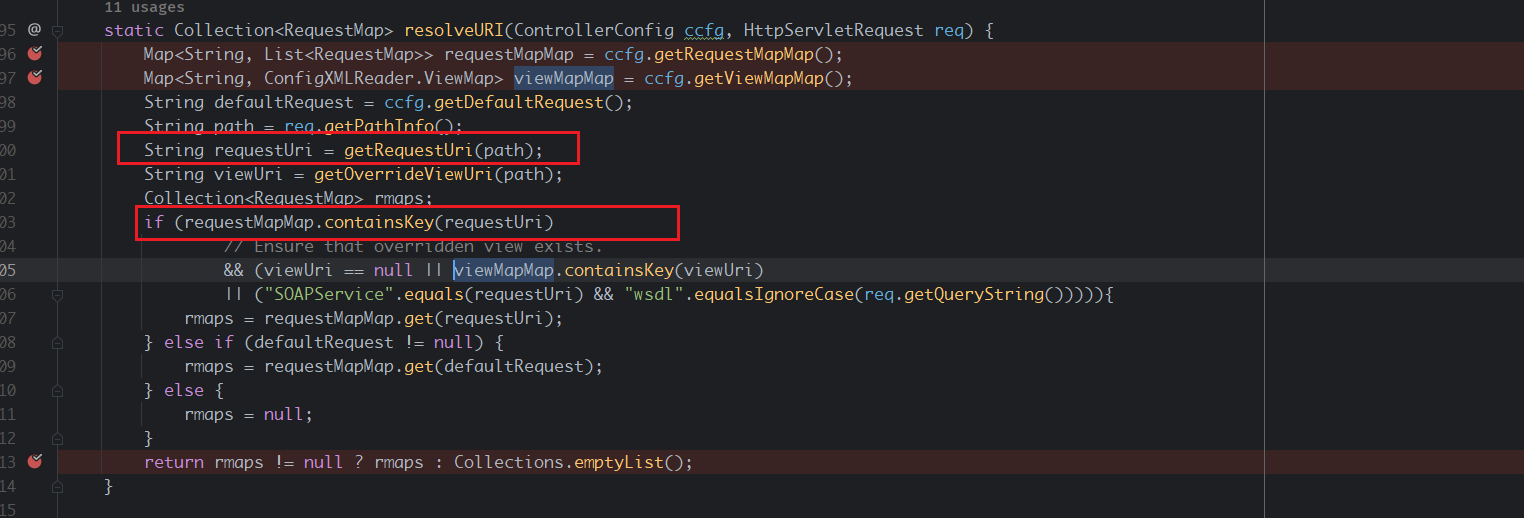 11 usages
95 @ static Collection<RequestMap> resolveURI(ControllerConfig ccfg, HttpServletRequest req) {
96 Map<String, List<RequestMap>> requestMapMap = ccfg.getRequestMapMap();
97 Map<String, ConfigXMLReader.ViewMap> viewMapMap = ccfg.getViewMapMap();
98 String defaultRequest = ccfg.getDefaultRequest();
99 String path = req.getPathInfo();
00 String requestUri = getRequestUri(path);
01 String viewUri = getOverrideViewUri(path);
02 Collection<RequestMap> rmaps;
03 if (requestMapMap.containsKey(requestUri)
04 // Ensure that overridden view exists.
05 && (viewUri == null || viewMapMap.containsKey(viewUri)
06 || ("SOAPService".equals(requestUri) && "wsdl".equalsIgnoreCase(req.getQueryString())))){
07 rmaps = requestMapMap.get(requestUri);
08 } else if (defaultRequest != null) {
09 rmaps = requestMapMap.get(defaultRequest);
10 } else {
11 rmaps = null;
12 }
13 return rmaps != null ? rmaps : Collections.emptyList();
14 }
15